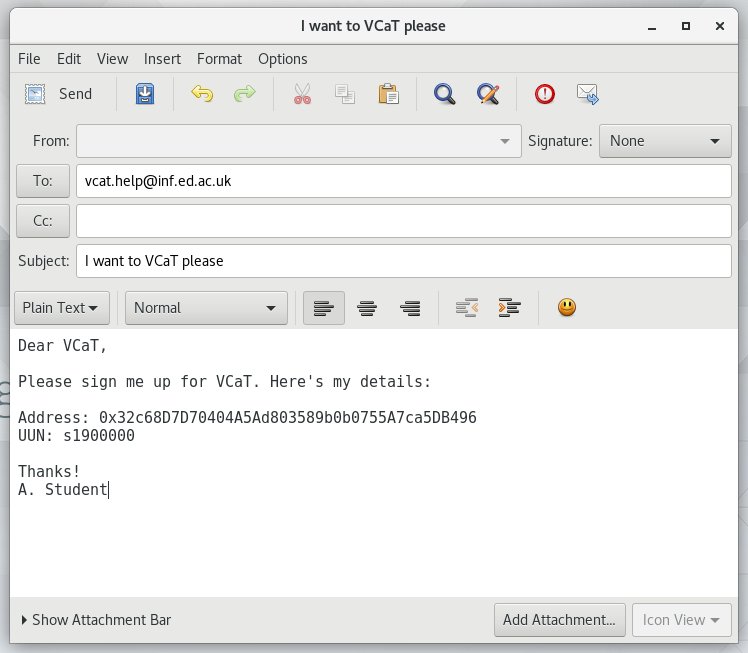 I want to VCaT please
File Edit View Insert Format Options
Send
From: Signature: None
To: vcat.help@inf.ed.ac.uk
Cc:
Subject: I want to VCaT please
Plain Text Normal
Dear VCaT,
Please sign me up for VCaT. Here's my details:
Address: 0x32c68D7D70404A5Ad803589b0b0755A7ca5DB496
UUN: s1900000
Thanks!
A. Student
Show Attachment Bar Add Attachment... Icon View